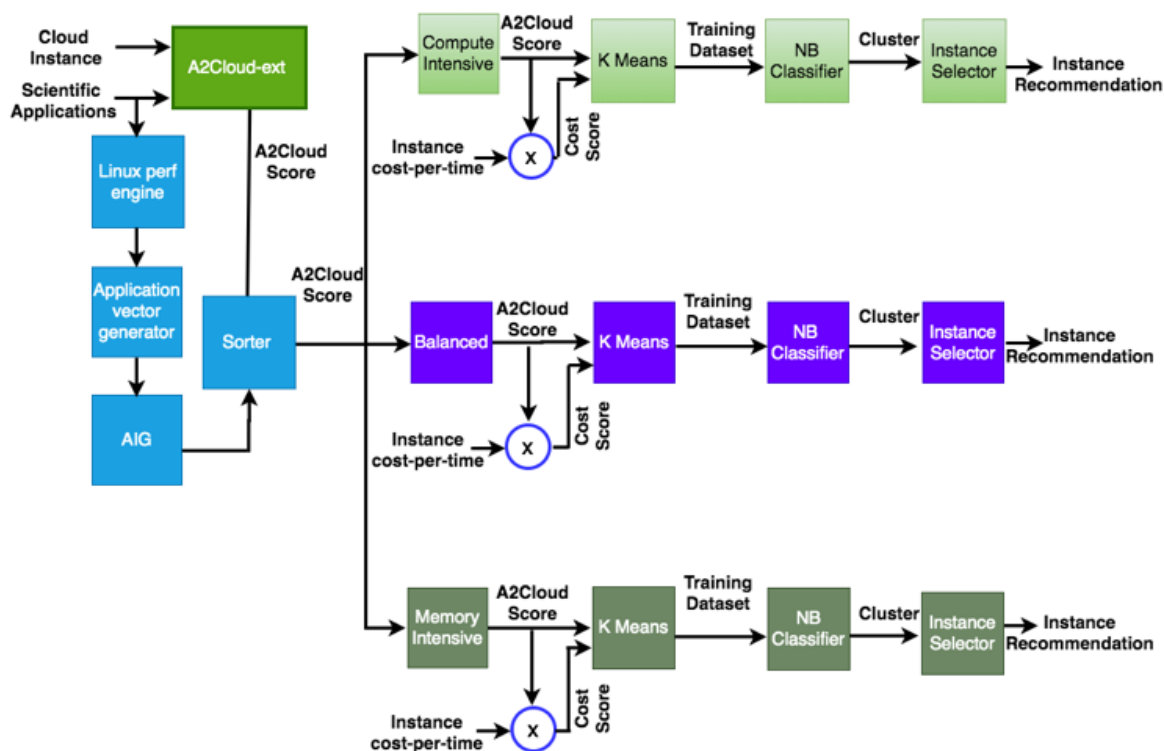 Cloud
Instance
Scientific
Applications
A2Cloud-ext
Linux perf
engine
Application
vector
generator
AIG
A2Cloud
Score
Sorter
A2Cloud
Score
Compute
Intensive
A2Cloud
Score
Instance
cost-per-time
X
Cost
Score
K Means
Training
Dataset
NB
Classifier
Cluster
Instance
Selector
Instance
Recommendation
Balanced
A2Cloud
Score
Instance
cost-per-time
X
Cost
Score
K Means
Training
Dataset
NB
Classifier
Cluster
Instance
Selector
Instance
Recommendation
Memory
Intensive
A2Cloud
Score
Instance
cost-per-time
X
Cost
Score
K Means
Training
Dataset
NB
Classifier
Cluster
Instance
Selector
Instance
Recommendation